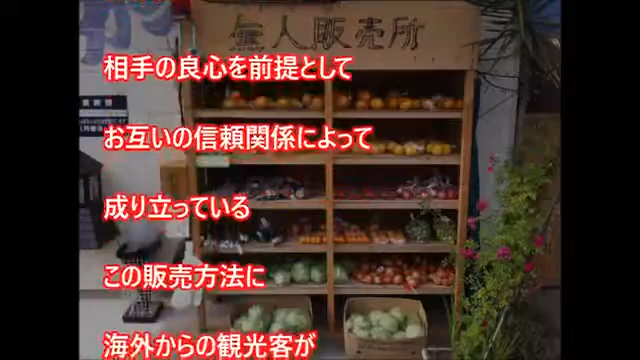 無人販売所
相手の良心を前提として
お互いの信頼関係によって
成り立っている
この販売方法に
海外からの観光客が